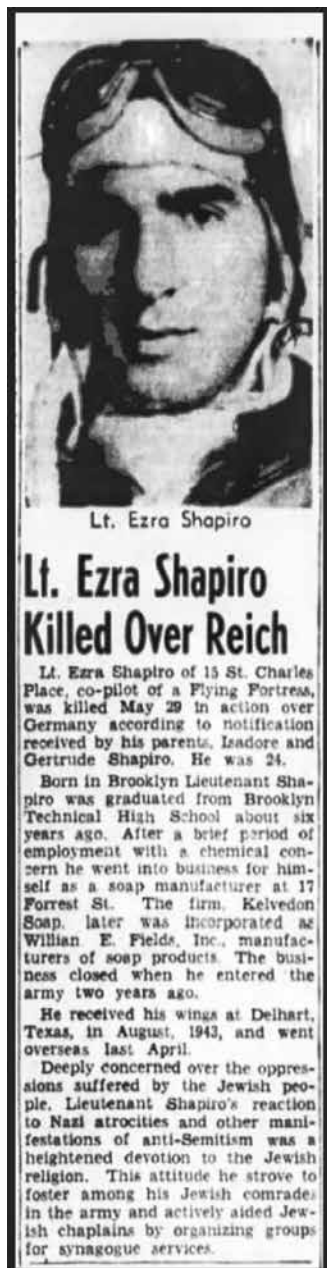 Lt. Ezra Shapiro
Lt. Ezra Shapiro
Killed Over Reich
Lt. Ezra Shapiro of 15 St. Charles
Place, co-pilot of a Flying Fortress,
was killed May 29 in action over
Germany according to notification
received by his parents, Isadore and
Gertrude Shapiro. He was 24.
Born in Brooklyn Lieutenant Sha-
piro was graduated from Brooklyn
Technical High School about six
years ago. After a brief period of
employment with a chemical con-
cern he went into business for him-
self as a soap manufacturer at 17
Forrest St. The firm, Kelvedon
Soap, later was incorporated as
Willian E. Fields, Inc., manufac-
turers of soap products. The busi-
ness closed when he entered the
army two years ago.
He received his wings at Delhart,
Texas, in August, 1943, and went
overseas last April.
Deeply concerned over the oppres-
sions suffered by the Jewish peo-
ple, Lieutenant Shapiro's reaction
to Nazi atrocities and other mani-
festations of anti-Semitism was a
heightened devotion to the Jewish
religion. This attitude he strove to
foster among his Jewish comrades
in the army and actively aided Jew-
ish chaplains by organizing groups
for synagogue services.